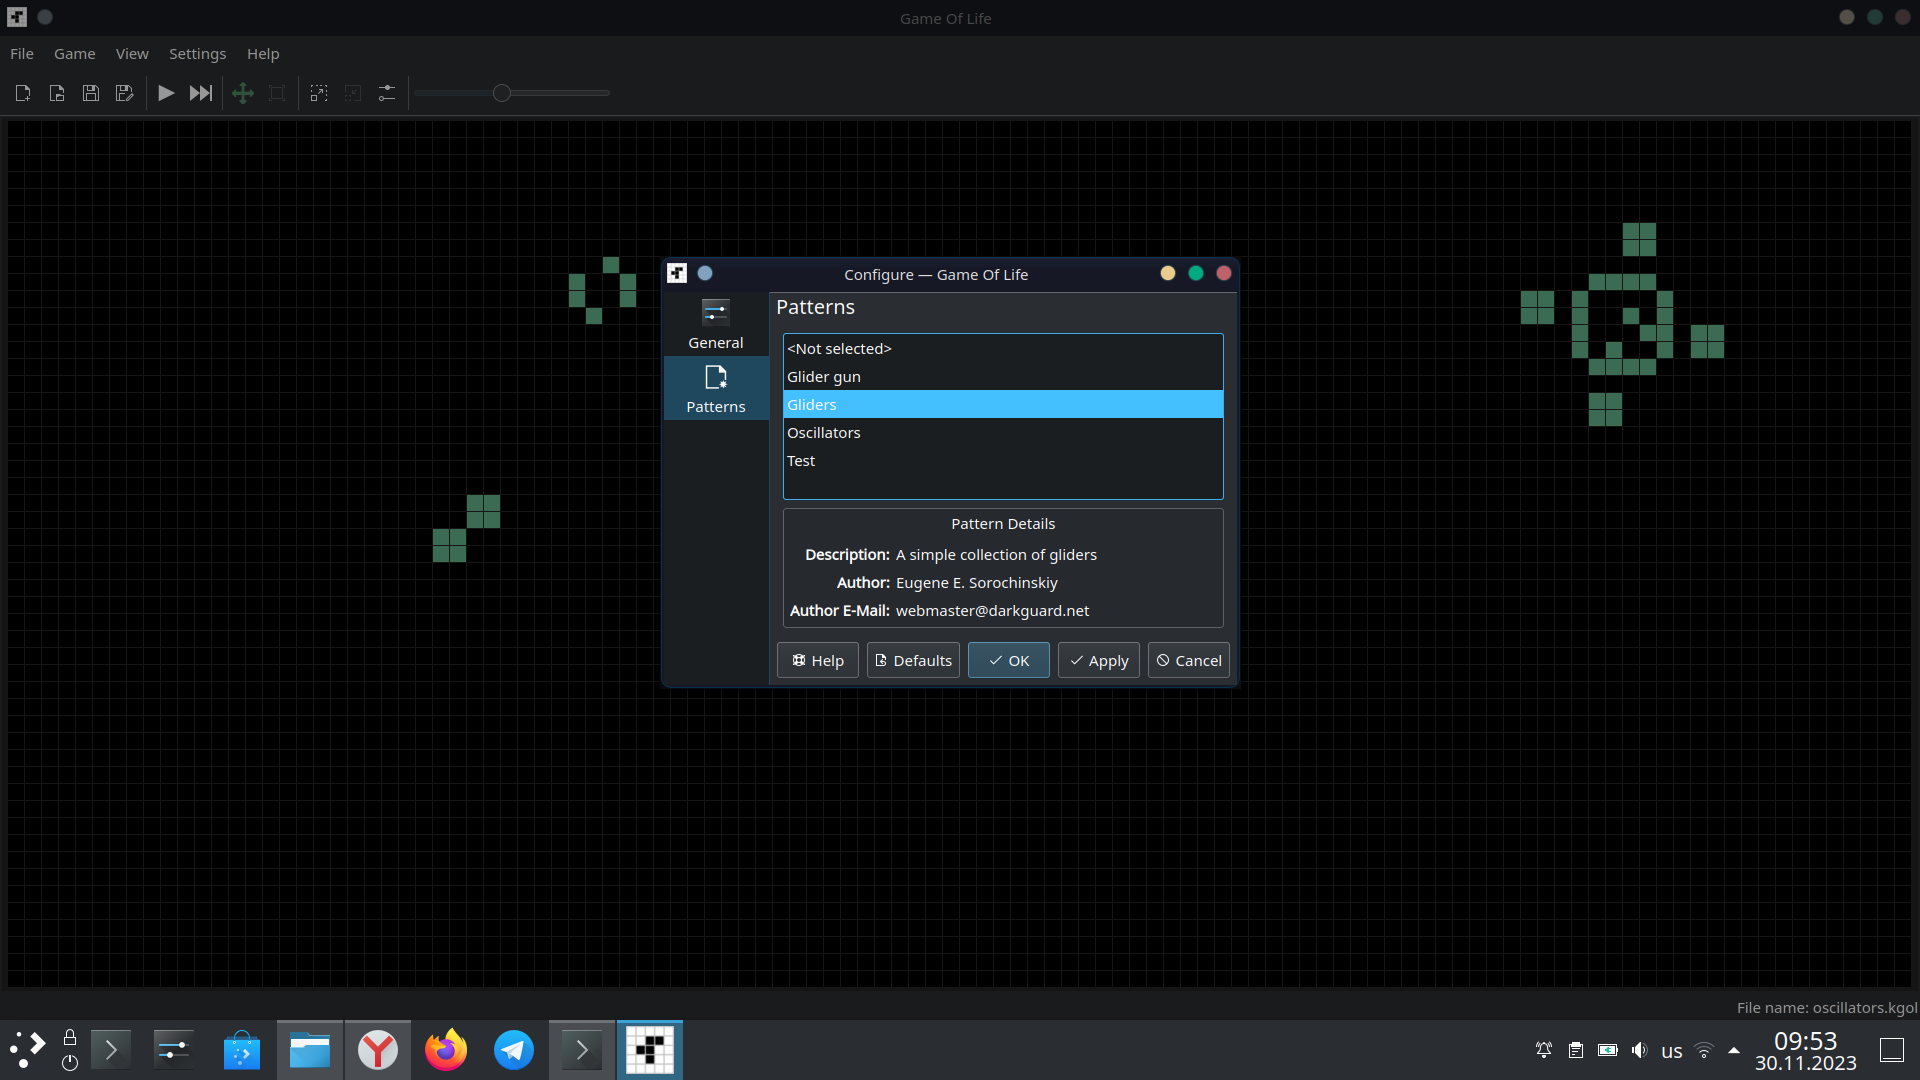 Game Of Life
File Game View Settings Help
Configure — Game Of Life
General
Patterns
Patterns
<Not selected>
Glider gun
Gliders
Oscillators
Test
Pattern Details
Description: A simple collection of gliders
Author: Eugene E. Sorochinskiy
Author E-Mail: webmaster@darkguard.net
Help Defaults OK Apply Cancel
File name: oscillators.kgol
us
09:53
30.11.2023